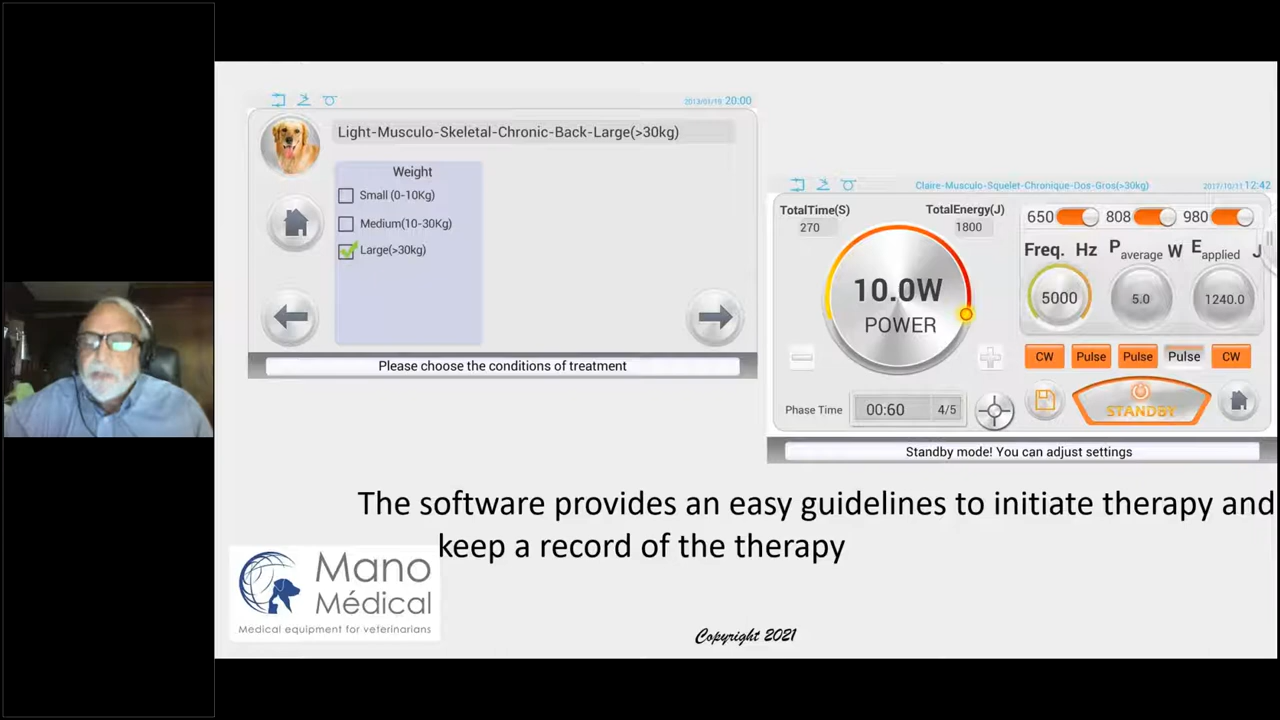 2013/01/19 20:00
Light-Musculo-Skeletal-Chronic-Back-Large(>30kg)
Weight
Small (0-10Kg)
Medium(10-30Kg)
Large(>30kg)
Please choose the conditions of treatment
Claire-Musculo-Squelet-Chronique-Dos-Gros(>30kg) 2017/10/11 12:42
TotalTime(S)
270
TotalEnergy(J)
1800
10.0W
POWER
Phase Time 00:60 4/5
650 808 980
Freq. Hz Paverage W Eapplied J
5000 5.0 1240.0
CW Pulse Pulse Pulse CW
STANDBY
Standby mode! You can adjust settings
The software provides an easy guidelines to initiate therapy and
keep a record of the therapy
Mano
Médical
Medical equipment for veterinarians
Copyright 2021